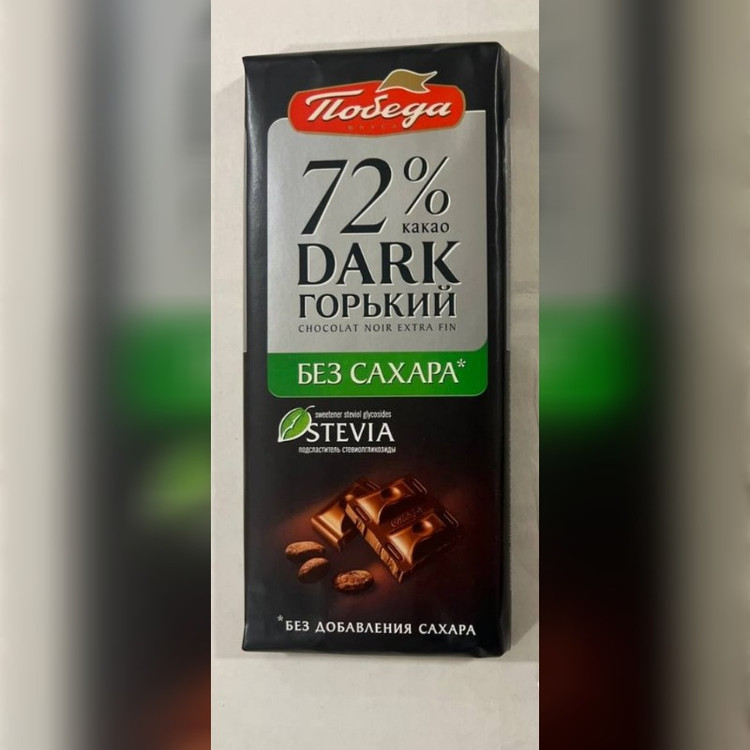 Победа
72%
какао
DARK
ГОРЬКИЙ
CHOCOLAT NOIR EXTRA FIN
БЕЗ САХАРА*
sweetener steviol glycosides
STEVIA
подсластитель стевиолгликозиды
*БЕЗ ДОБАВЛЕНИЯ САХАРА